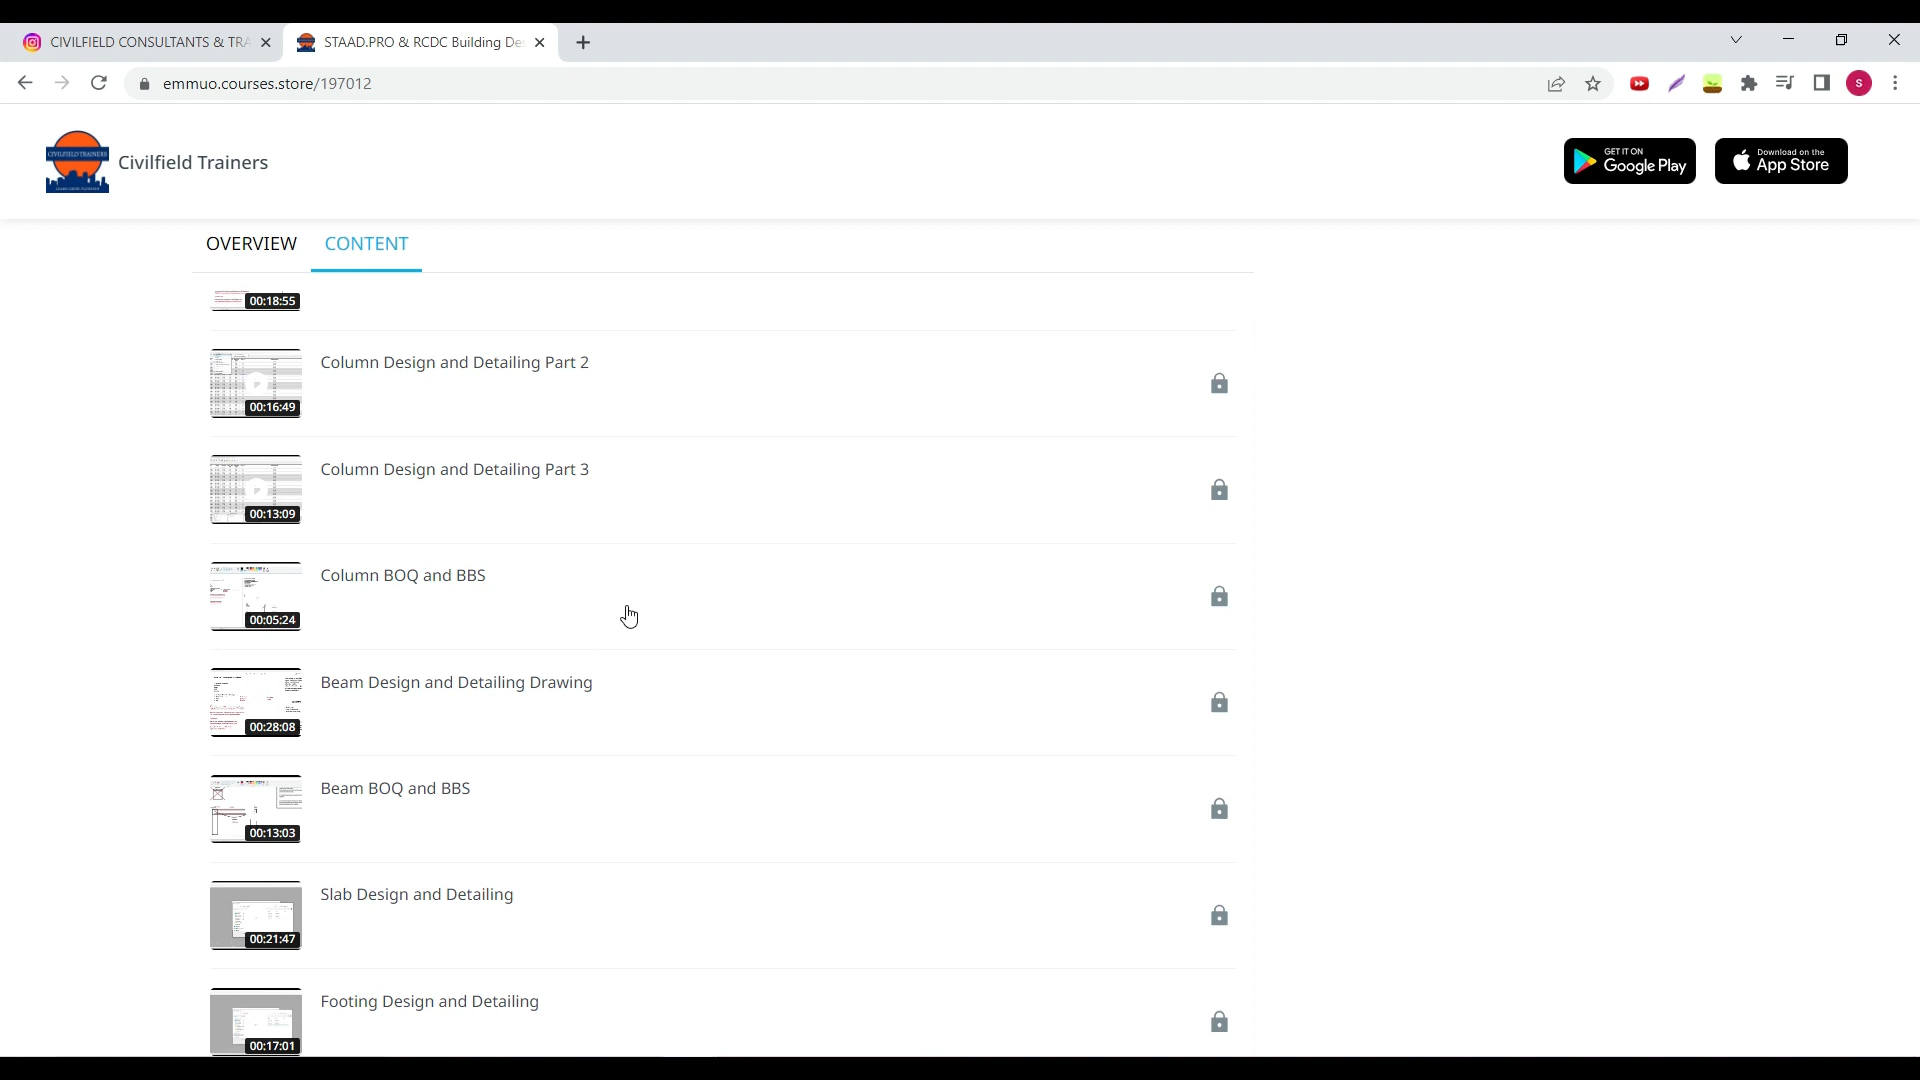 CIVILFIELD CONSULTANTS & TRA
STAAD.PRO & RCDC Building De
emmuo.courses.store/197012
S
CIVILFIELD TRAINERS
Civilfield Trainers
GET IT ON
Google Play
Download on the
App Store
OVERVIEW
CONTENT
00:18:55
Column Design and Detailing Part 2
00:16:49
Column Design and Detailing Part 3
00:13:09
Column BOQ and BBS
00:05:24
Beam Design and Detailing Drawing
00:28:08
Beam BOQ and BBS
00:13:03
Slab Design and Detailing
00:21:47
Footing Design and Detailing
00:17:01